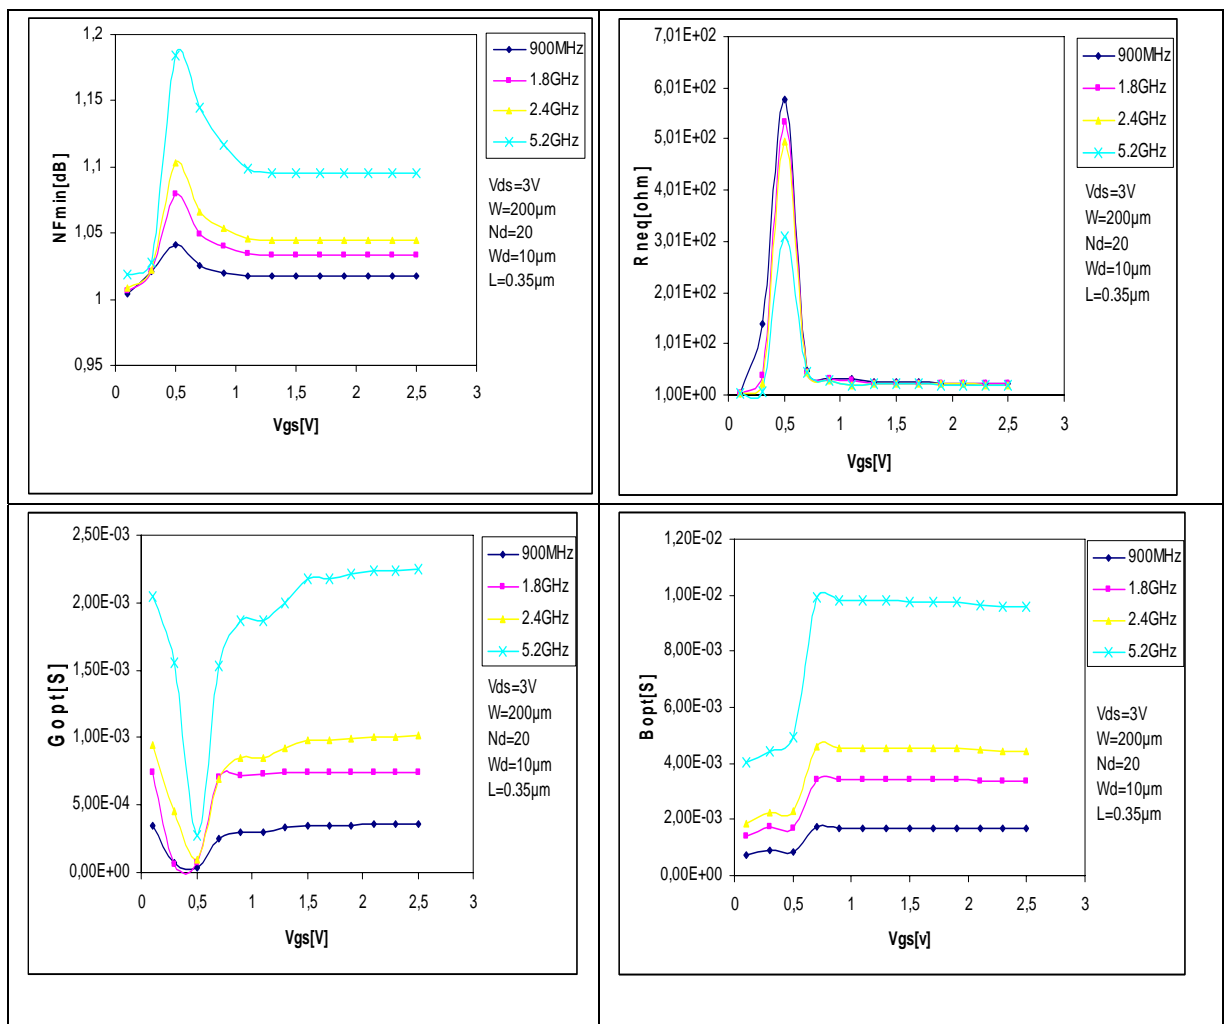 1,2
1,15
1,1
1,05
1
0,95
NFmin[dB]
0 0,5 1 1,5 2 2,5 3
Vgs[V]
900MHz
1.8GHz
2.4GHz
5.2GHz
Vds=3V
W=200µm
Nd=20
Wd=10µm
L=0.35µm
7,01E+02
6,01E+02
5,01E+02
4,01E+02
3,01E+02
2,01E+02
1,01E+02
1,00E+00
Rneq[ohm]
0 0,5 1 1,5 2 2,5 3
Vgs[V]
900MHz
1.8GHz
2.4GHz
5.2GHz
Vds=3V
W=200µm
Nd=20
Wd=10µm
L=0.35µm
2,50E-03
2,00E-03
1,50E-03
1,00E-03
5,00E-04
0,00E+00
Gopt[S]
0 0,5 1 1,5 2 2,5 3
Vgs[V]
900MHz
1.8GHz
2.4GHz
5.2GHz
Vds=3V
W=200µm
Nd=20
Wd=10µm
L=0.35µm
1,20E-02
1,00E-02
8,00E-03
6,00E-03
4,00E-03
2,00E-03
0,00E+00
Bopt[S]
0 0,5 1 1,5 2 2,5 3
Vgs[v]
900MHz
1.8GHz
2.4GHz
5.2GHz
Vds=3V
W=200µm
Nd=20
Wd=10µm
L=0.35µm